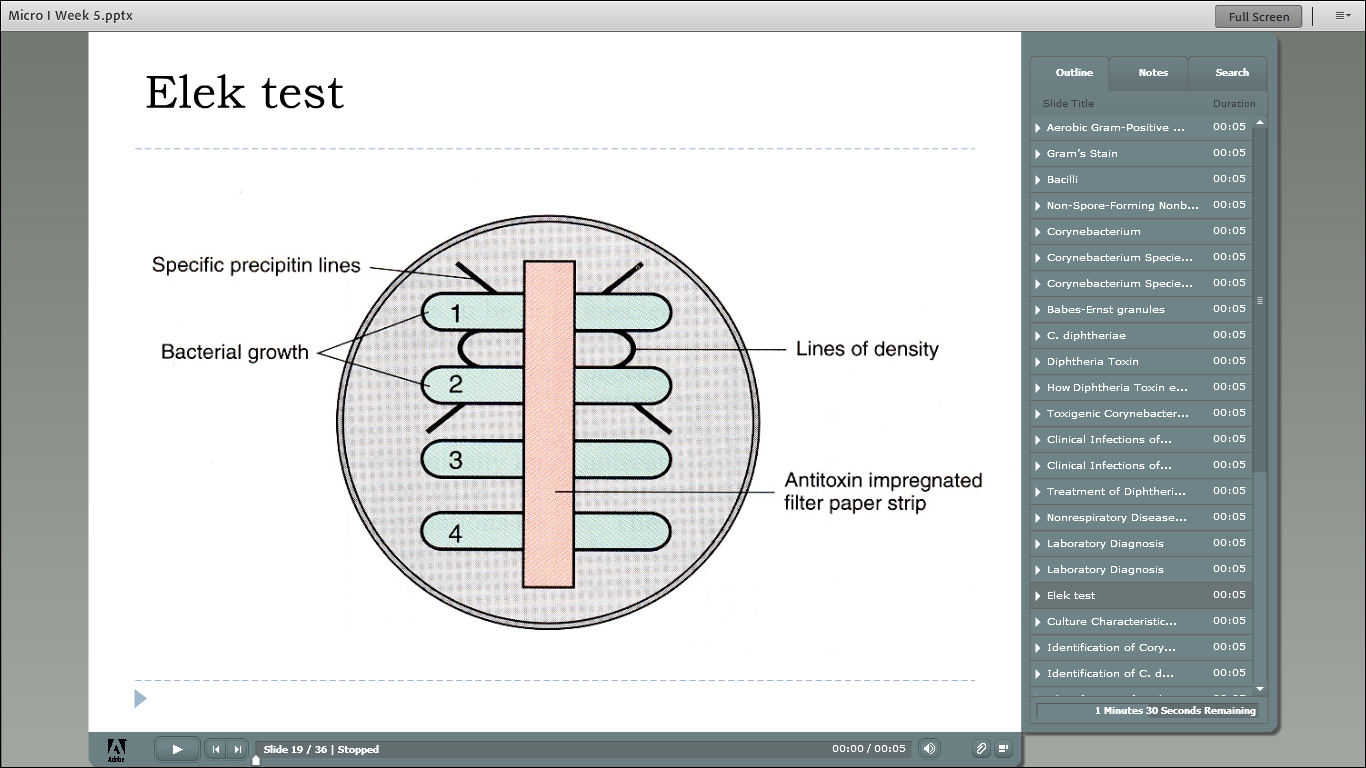 Micro I Week 5.pptx
Full Screen
Elek test
Specific precipitin lines
Bacterial growth
1
2
3
4
Lines of density
Antitoxin impregnated
filter paper strip
Outline Notes Search
Slide Title Duration
Aerobic Gram-Positive ... 00:05
Gram's Stain 00:05
Bacilli 00:05
Non-Spore-Forming Nonb... 00:05
Corynebacterium 00:05
Corynebacterium Specie... 00:05
Corynebacterium Specie... 00:05
Babes-Ernst granules 00:05
C. diphtheriae 00:05
Diphtheria Toxin 00:05
How Diphtheria Toxin e... 00:05
Toxigenic Corynebacter... 00:05
Clinical Infections of... 00:05
Clinical Infections of... 00:05
Treatment of Diphtheri... 00:05
Nonrespiratory Disease... 00:05
Laboratory Diagnosis 00:05
Laboratory Diagnosis 00:05
Elek test 00:05
Culture Characteristic... 00:05
Identification of Cory... 00:05
Identification of C. d... 00:05
1 Minutes 30 Seconds Remaining
Adobe
Slide 19 / 36 | Stopped
00:00 / 00:05